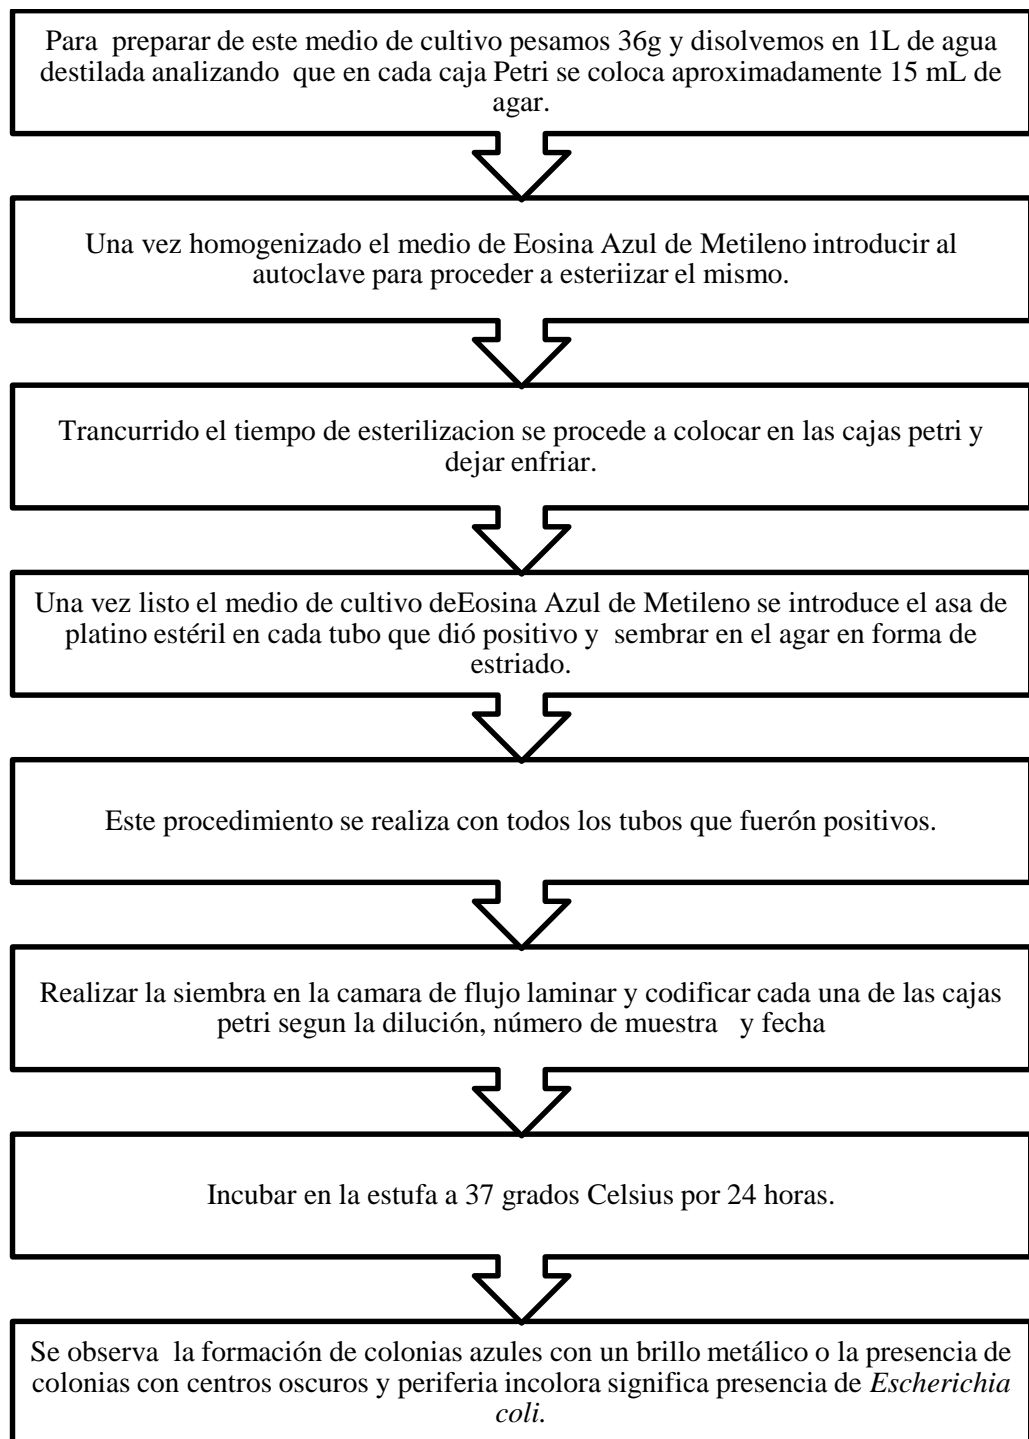 Para preparar de este medio de cultivo pesamos 36g y disolvemos en 1L de agua
destilada analizando que en cada caja Petri se coloca aproximadamente 15 mL de
agar.
Una vez homogenizado el medio de Eosina Azul de Metileno introducir al
autoclave para proceder a esteriizar el mismo.
Trancurrido el tiempo de esterilizacion se procede a colocar en las cajas petri y
dejar enfriar.
Una vez listo el medio de cultivo deEosina Azul de Metileno se introduce el asa de
platino estéril en cada tubo que dió positivo y sembrar en el agar en forma de
estriado.
Este procedimiento se realiza con todos los tubos que fuerón positivos.
Realizar la siembra en la camara de flujo laminar y codificar cada una de las cajas
petri segun la dilución, número de muestra y fecha
Incubar en la estufa a 37 grados Celsius por 24 horas.
Se observa la formación de colonias azules con un brillo metálico o la presencia de
colonias con centros oscuros y periferia incolora significa presencia de Escherichia
coli.